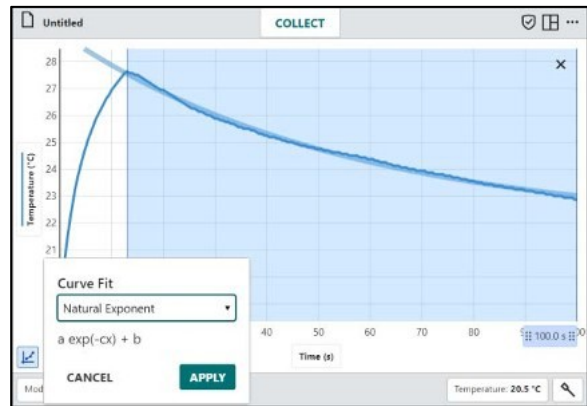 Untitled
COLLECT
28
27
26
25
24
23
22
21
Temperature (°C)
Curve Fit
Natural Exponent
a exp(-cx) + b
CANCEL
APPLY
40 50 60 70 80
100.0 s
Time (s)
Temperature: 20.5 °C